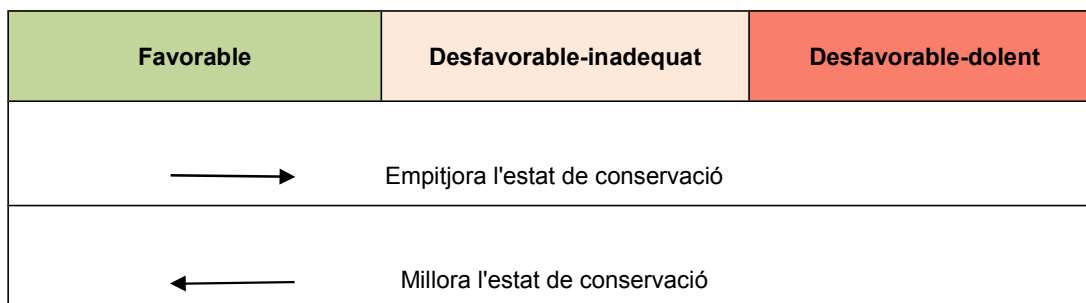 Favorable Desfavorable-inadequat Desfavorable-dolent
Empitjora l'estat de conservació
Millora l'estat de conservació